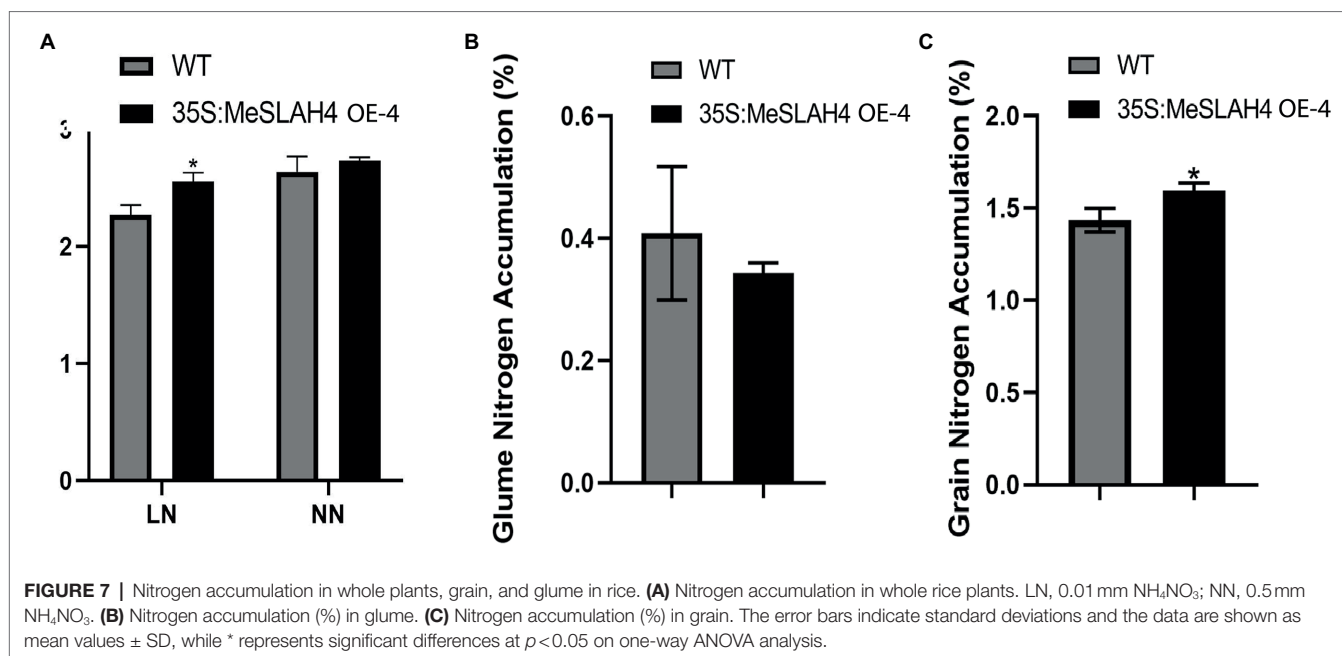 A
WT
35S:MeSLAH4 OE-4
3
2
1
0
*
LN
NN
B
WT
35S:MeSLAH4 OE-4
Glume Nitrogen Accumulation (%)
0.6
0.4
0.2
0.0
C
WT
35S:MeSLAH4 OE-4
Grain Nitrogen Accumulation (%)
2.0
1.5
1.0
0.5
0.0
*
FIGURE 7 | Nitrogen accumulation in whole plants, grain, and glume in rice. (A) Nitrogen accumulation in whole rice plants. LN, 0.01 mm NH₄NO₃; NN, 0.5 mm
NH₄NO₃. (B) Nitrogen accumulation (%) in glume. (C) Nitrogen accumulation (%) in grain. The error bars indicate standard deviations and the data are shown as
mean values ± SD, while * represents significant differences at p < 0.05 on one-way ANOVA analysis.